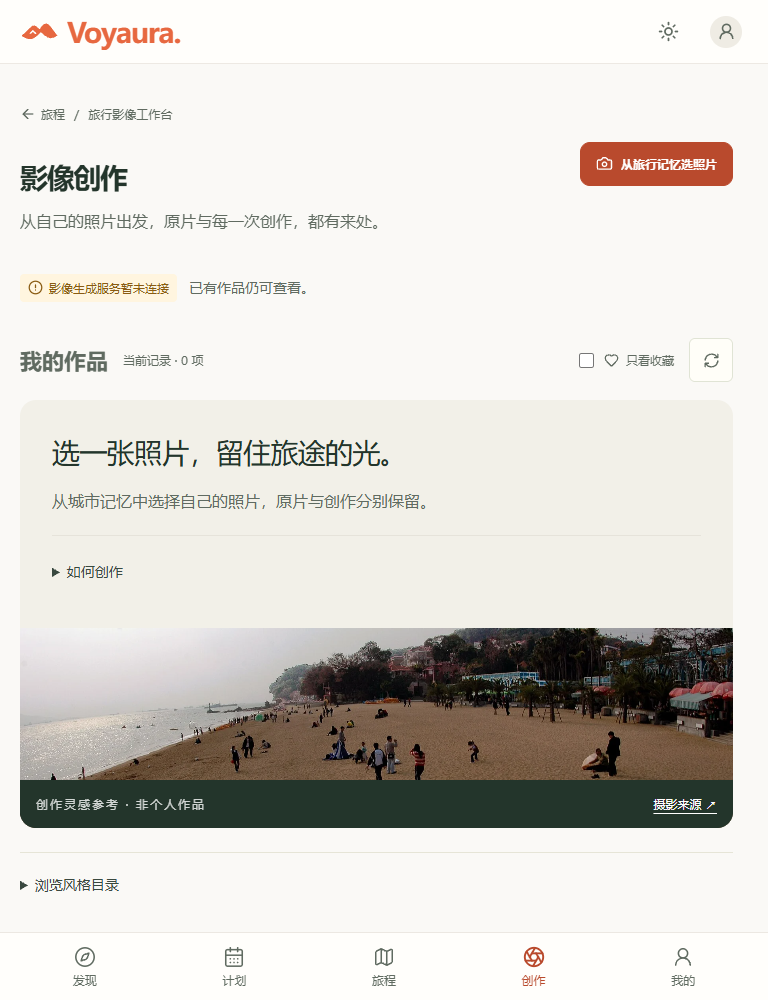 Voyaura.
旅程 / 旅行影像工作台
影像创作
从旅行记忆选照片
从自己的照片出发，原片与每一次创作，都有来处。
影像生成服务暂未连接 已有作品仍可查看。
我的作品 当前记录 · 0 项 只看收藏
选一张照片，留住旅途的光。
从城市记忆中选择自己的照片，原片与创作分别保留。
如何创作
创作灵感参考 · 非个人作品 摄影来源 ↗
浏览风格目录
发现 计划 旅程 创作 我的